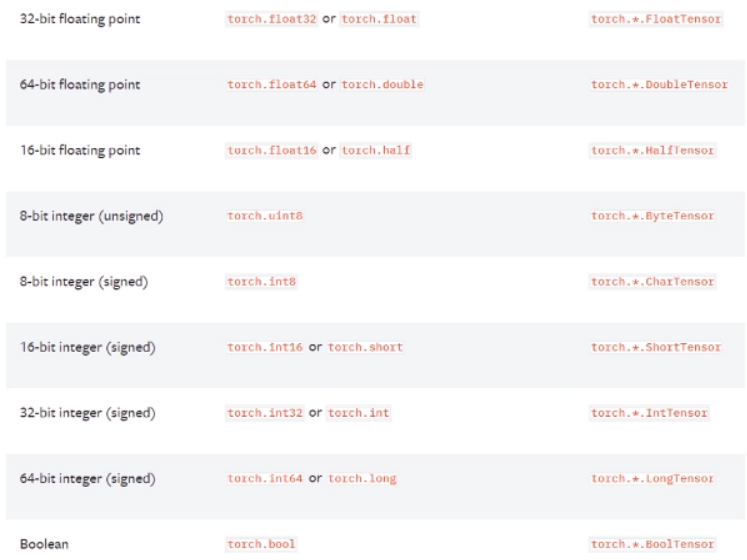 32-bit floating point torch.float32 or torch.float torch.*.FloatTensor
64-bit floating point torch.float64 or torch.double torch.*.DoubleTensor
16-bit floating point torch.float16 or torch.half torch.*.HalfTensor
8-bit integer (unsigned) torch.uint8 torch.*.ByteTensor
8-bit integer (signed) torch.int8 torch.*.CharTensor
16-bit integer (signed) torch.int16 or torch.short torch.*.ShortTensor
32-bit integer (signed) torch.int32 or torch.int torch.*.IntTensor
64-bit integer (signed) torch.int64 or torch.long torch.*.LongTensor
Boolean torch.bool torch.*.BoolTensor